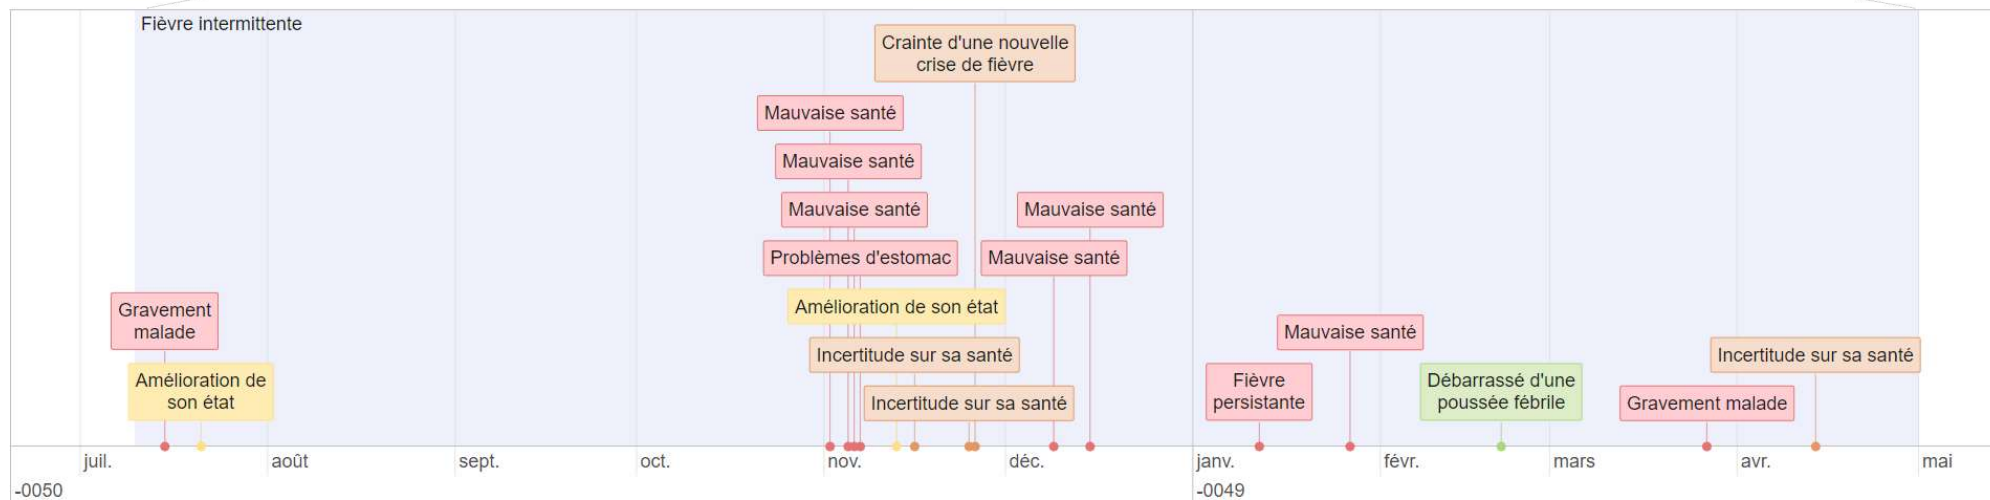 Fièvre intermittente
Crainte d'une nouvelle
crise de fièvre
Mauvaise santé
Mauvaise santé
Mauvaise santé
Mauvaise santé
Problèmes d'estomac
Mauvaise santé
Gravement
malade
Amélioration de son état
Mauvaise santé
Incertitude sur sa santé
Incertitude sur sa santé
Amélioration de
son état
Incertitude sur sa santé
Fièvre
persistante
Débarrassé d'une
poussée fébrile
Gravement malade
juil.
août
sept.
oct.
nov.
déc.
janv.
févr.
mars
avr.
mai
-0050
-0049